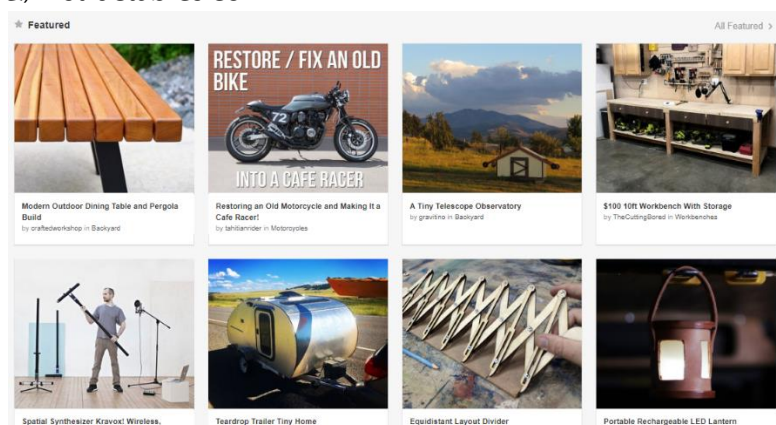 Featured
All Featured >
RESTORE / FIX AN OLD
BIKE
72
INTO A CAFE RACER
Modern Outdoor Dining Table and Pergola
Build
by craftedworkshop in Backyard
Restoring an Old Motorcycle and Making It a
Cafe Racer!
by tahitianrider in Motorcycles
A Tiny Telescope Observatory
by gravitino in Backyard
$100 10ft Workbench With Storage
by TheCuttingBored in Workbenches
Spatial Synthesizer Kravox! Wireless,
Teardrop Trailer Tiny Home
Equidistant Layout Divider
Portable Rechargeable LED Lantern